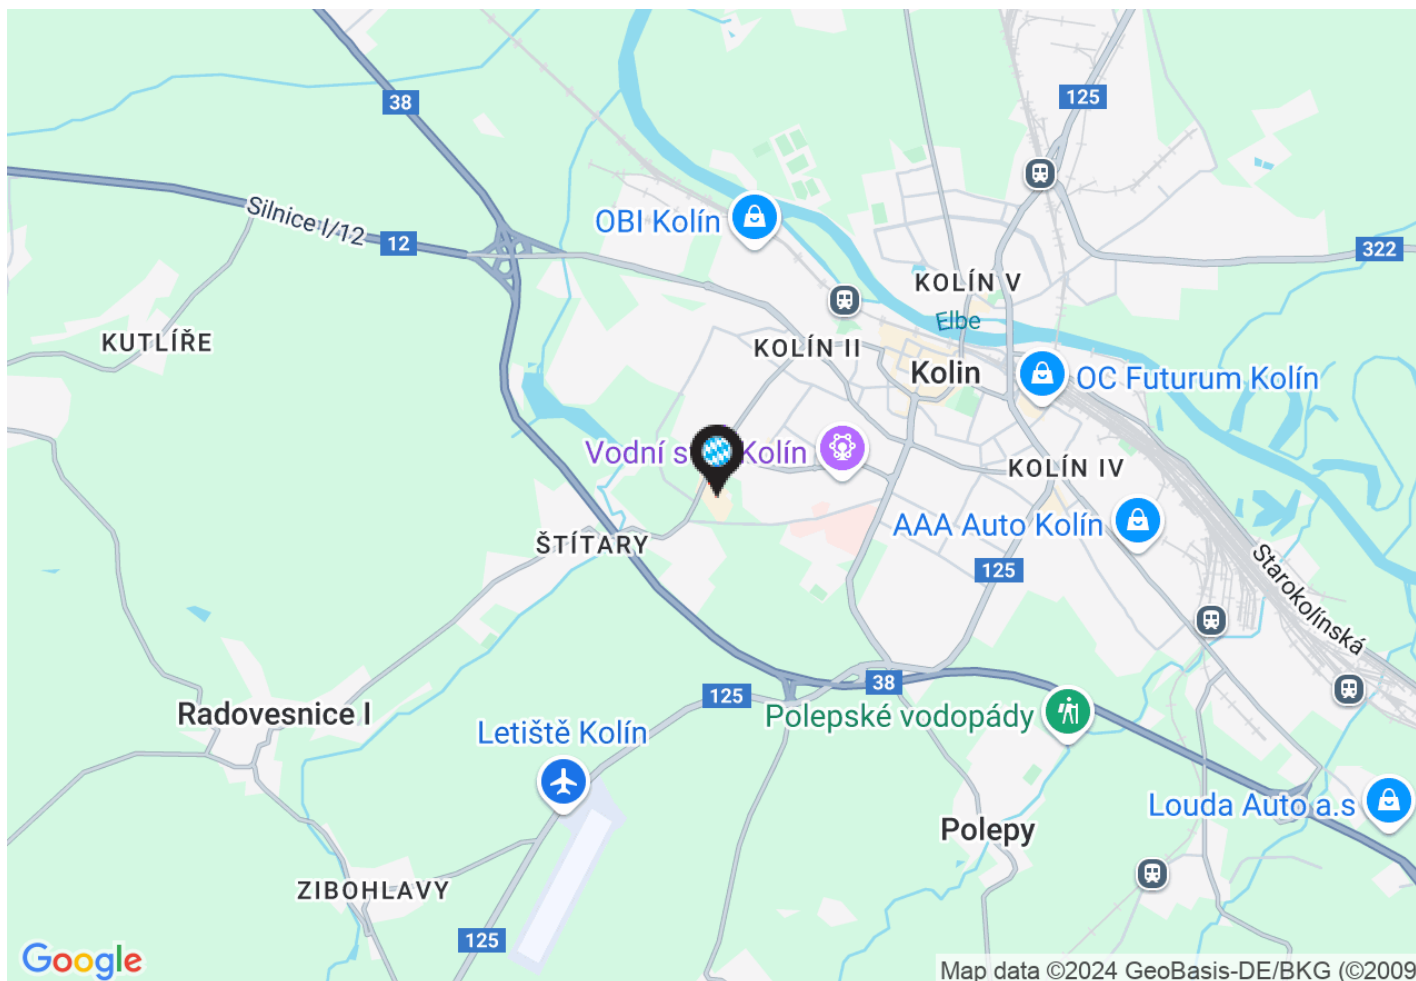 38
125
Silnice I/12
12
OBI Kolín
322
KOLÍN V
Elbe
KUTLÍŘE
KOLÍN II
Kolin
OC Futurum Kolín
Vodní Kolín
KOLÍN IV
AAA Auto Kolín
ŠTÍTARY
125
Starokolínská
38
125
Radovesnice I
Polepské vodopády
Letiště Kolín
Louda Auto a.s
Polepy
ZIBOHLAVY
125
Google
Map data ©2024 GeoBasis-DE/BKG (©2009